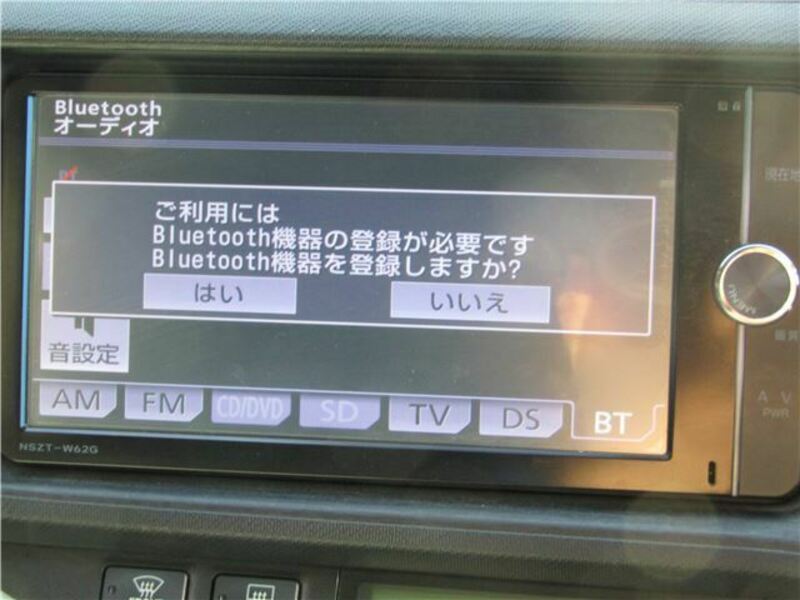 Bluetooth
オーディオ
ご利用には
Bluetooth機器の登録が必要です
Bluetooth機器を登録しますか?
はい
いいえ
音設定
AM
FM
CD/DVD
SD
TV
DS
BT
NSZT-W62G
現在地
MENU
画質
AV
PWR